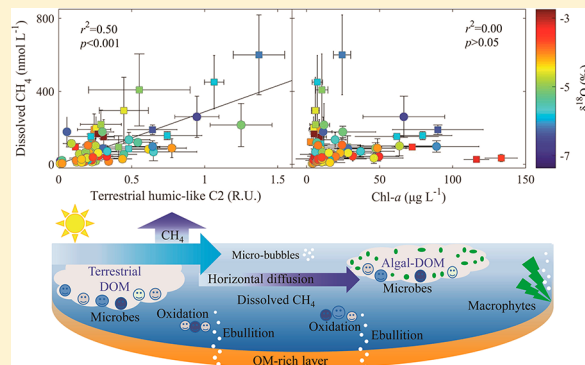 800
400
0
Dissolved CH₄ (nmol L⁻¹)
r²=0.50
p<0.001
0
0.5
1
1.5
Terrestrial humic-like C2 (R.U.)
r²=0.00
p>0.05
0
50
100
150
Chl-a (µg L⁻¹)
-3
-5
-7
δ¹⁸O (‰)
CH₄
Micro-bubbles
Terrestrial
DOM
Horizontal diffusion
Algal-DOM
Microbes
Microbes
Dissolved CH₄
Macrophytes
Oxidation
Oxidation
Ebullition
Ebullition
OM-rich layer